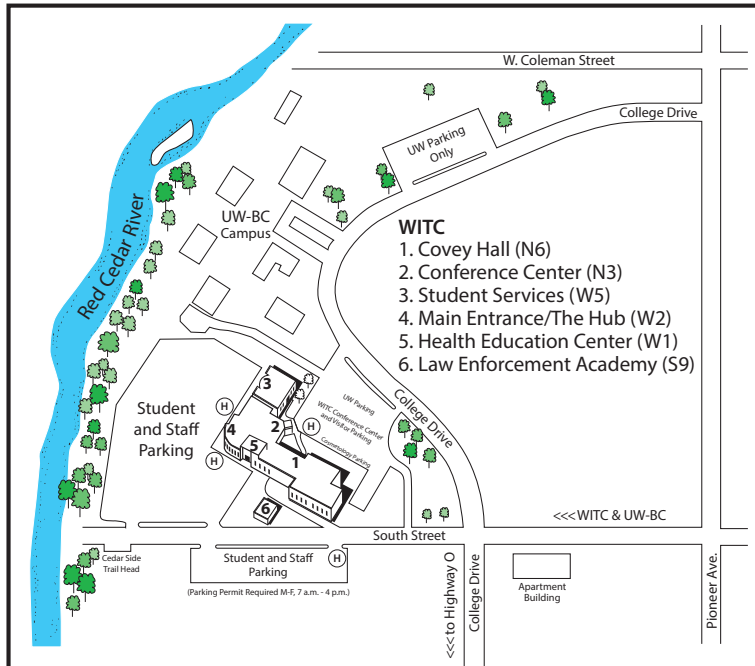 W. Coleman Street
College Drive
UW Parking
Only
Red Cedar River
UW-BC
Campus
WITC
1. Covey Hall (N6)
2. Conference Center (N3)
3. Student Services (W5)
4. Main Entrance/The Hub (W2)
5. Health Education Center (W1)
6. Law Enforcement Academy (S9)
3
H
4
2
H
5
1
H
6
Student
and Staff
Parking
UW Parking
WITC Conference Center
and Visitor Parking
Cosmetology Parking
College Drive
South Street
<<<WITC & UW-BC
Cedar Side
Trail Head
Student and Staff
Parking
H
(Parking Permit Required M-F, 7 a.m. - 4 p.m.)
<<<to Highway O
College Drive
Apartment
Building
Pioneer Ave.